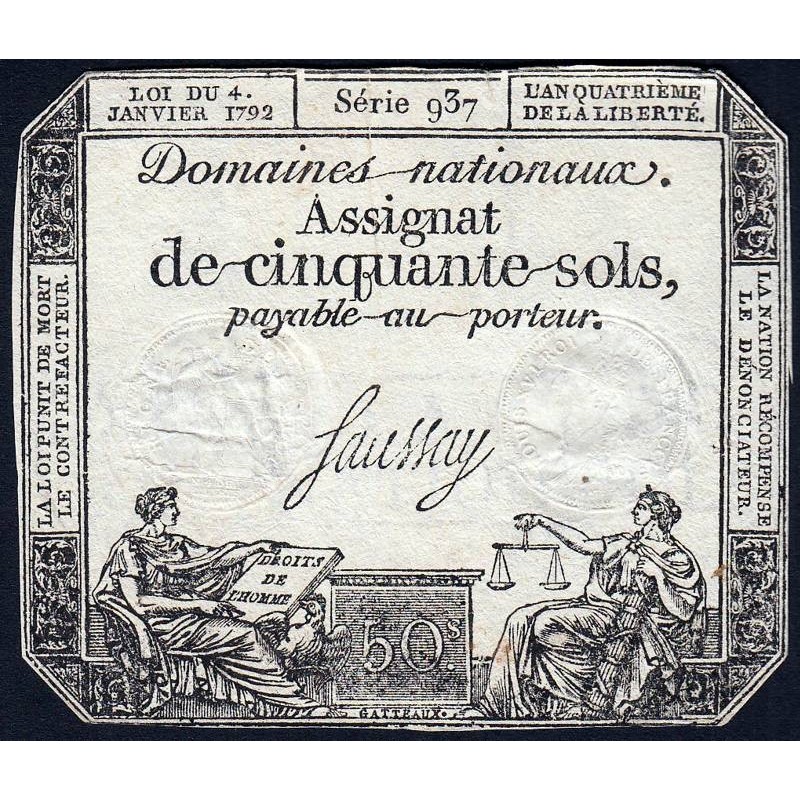 LOI DU 4.
JANVIER 1792
Série 937
L'AN QUATRIÈME
DE LA LIBERTÉ.
Domaines nationaux.
Assignat
de cinquante sols,
payable au porteur.
LA LOI PUNIT DE MORT
LE CONTREFACTEUR.
LA NATION RÉCOMPENSE
LE DÉNONCIATEUR.
Saussay
DROITS
DE
L'HOMME
50.s
GATTEAUX.